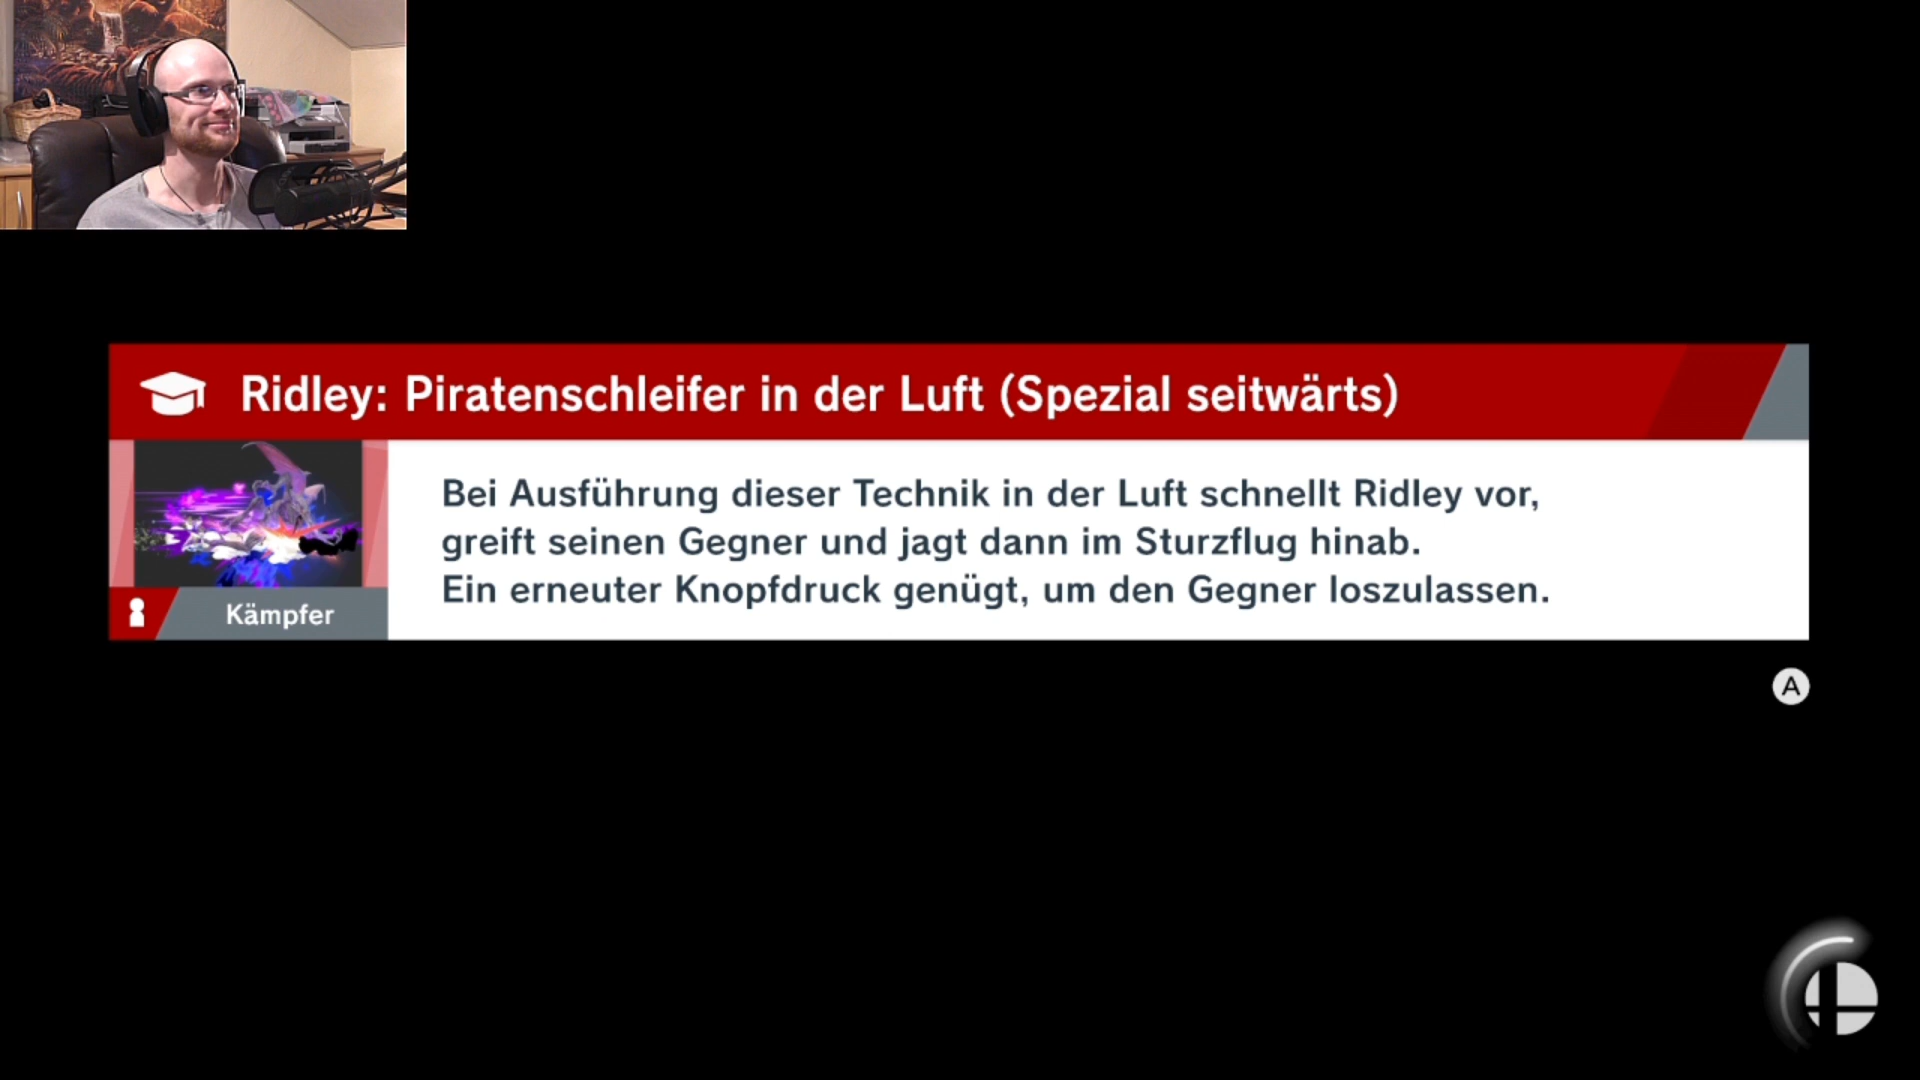 Ridley: Piratenschleifer in der Luft (Spezial seitwärts)
Bei Ausführung dieser Technik in der Luft schnellt Ridley vor,
greift seinen Gegner und jagt dann im Sturzflug hinab.
Ein erneuter Knopfdruck genügt, um den Gegner loszulassen.
Kämpfer
A